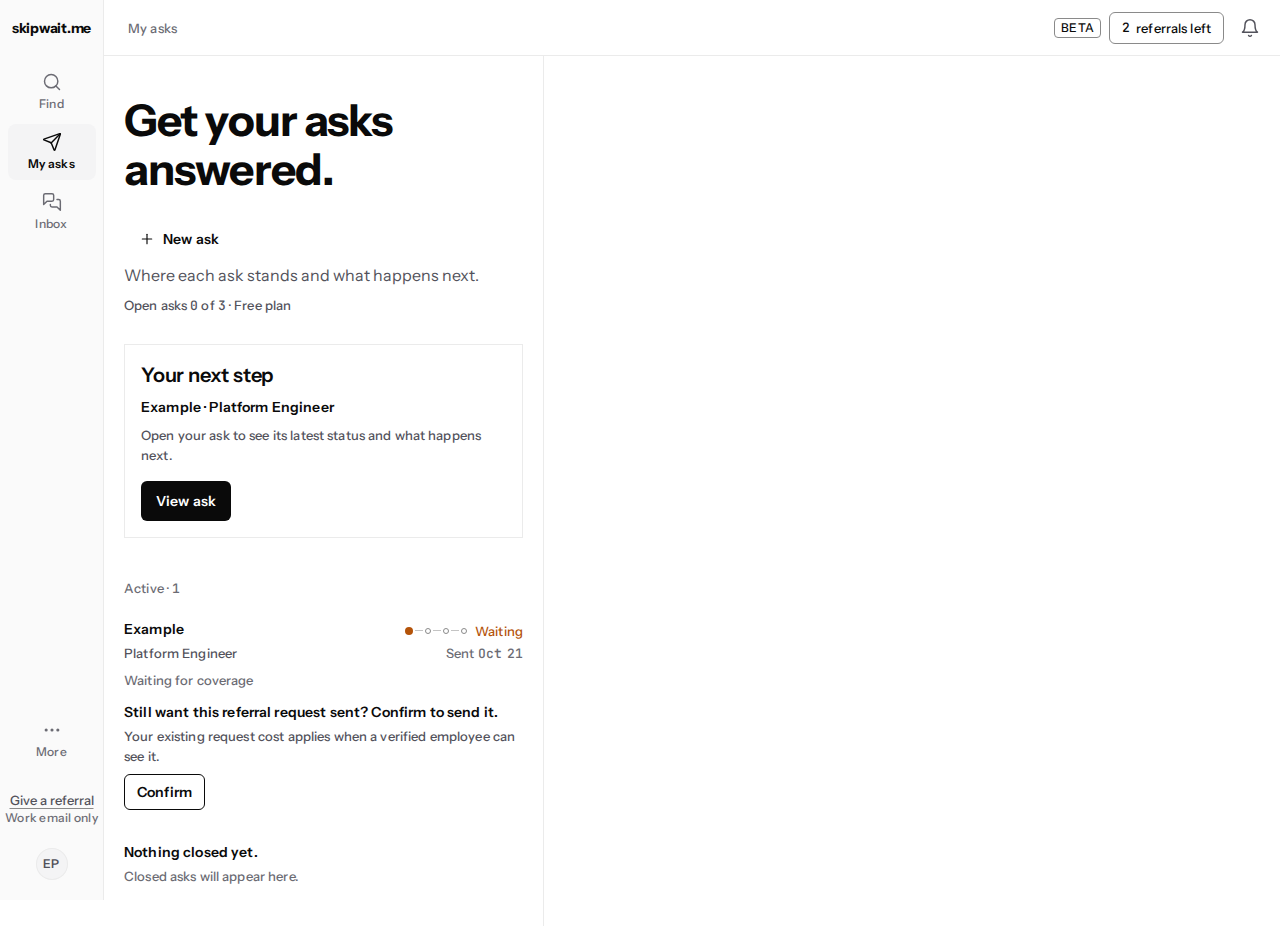 skipwait.me
My asks
BETA
2 referrals left
Find
My asks
Inbox
More
Give a referral
Work email only
EP
Get your asks
answered.
New ask
Where each ask stands and what happens next.
Open asks 0 of 3 · Free plan
Your next step
Example · Platform Engineer
Open your ask to see its latest status and what happens
next.
View ask
Active · 1
Example
Waiting
Platform Engineer
Sent Oct 21
Waiting for coverage
Still want this referral request sent? Confirm to send it.
Your existing request cost applies when a verified employee can
see it.
Confirm
Nothing closed yet.
Closed asks will appear here.